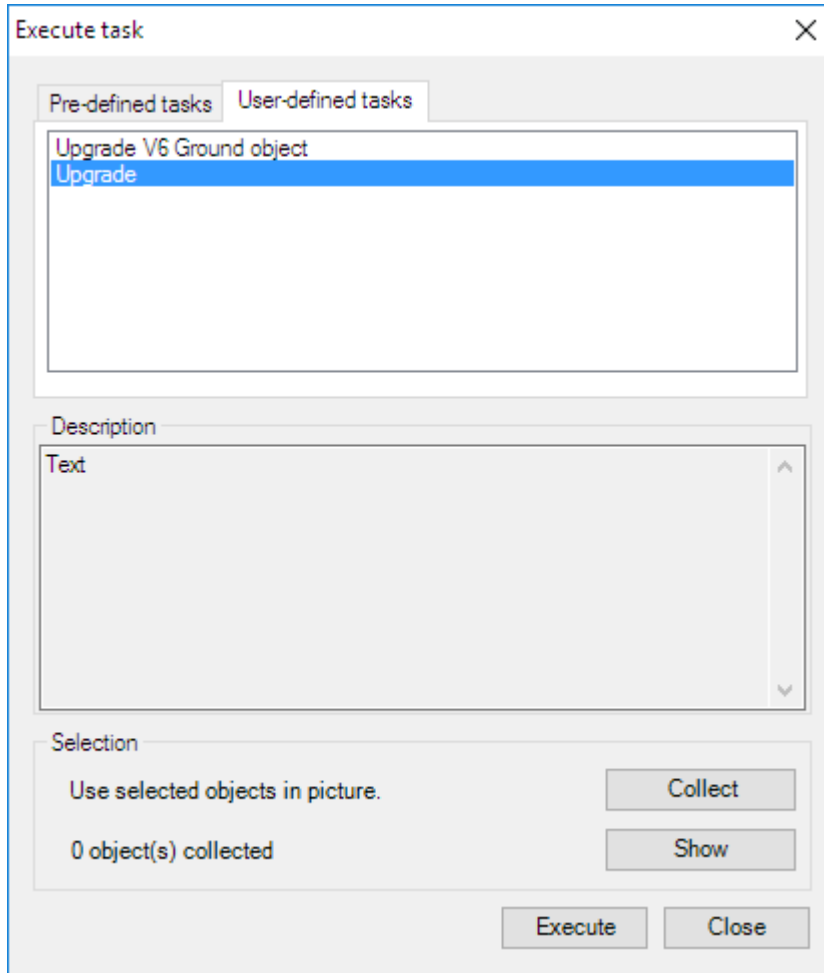 Execute task
Pre-defined tasks User-defined tasks
Upgrade V6 Ground object
Upgrade
Description
Text
Selection
Use selected objects in picture. Collect
0 object(s) collected Show
Execute Close